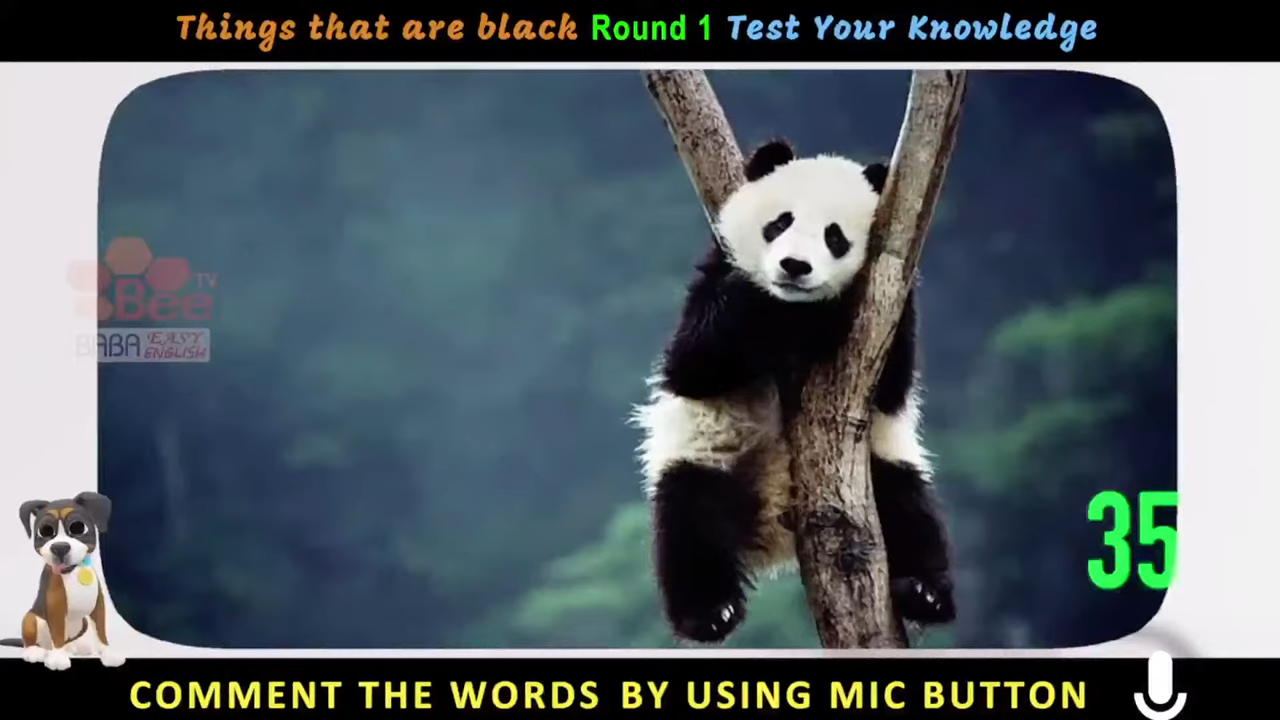 Things that are black Round 1 Test Your Knowledge
Bee TV
BABA EASY ENGLISH
35
COMMENT THE WORDS BY USING MIC BUTTON